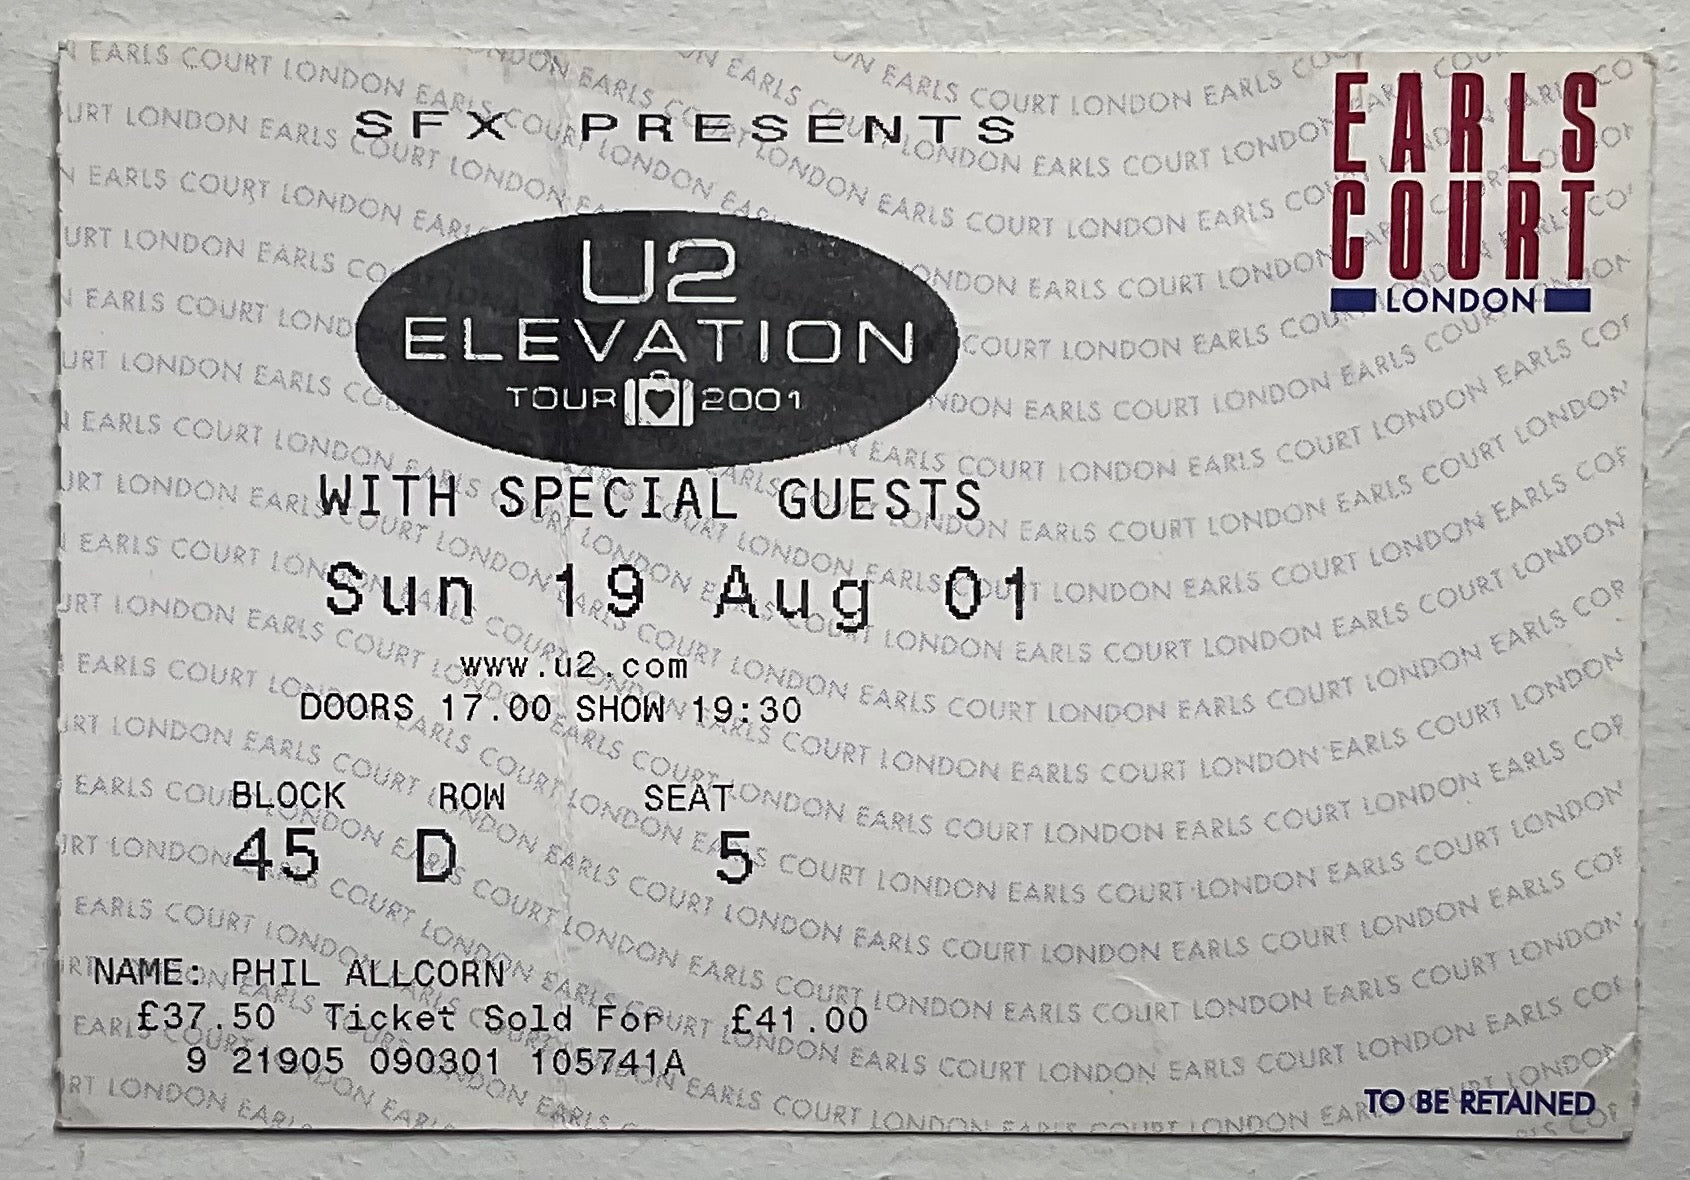 SFX PRESENTS
EARLS
COURT
LONDON
U2
ELEVATION
TOUR 2001
WITH SPECIAL GUESTS
Sun 19 Aug 01
www.u2.com
DOORS 17.00 SHOW 19:30
BLOCK ROW SEAT
45 D 5
NAME: PHIL ALLCORN
£37.50 Ticket Sold For £41.00
9 21905 090301 105741A
TO BE RETAINED